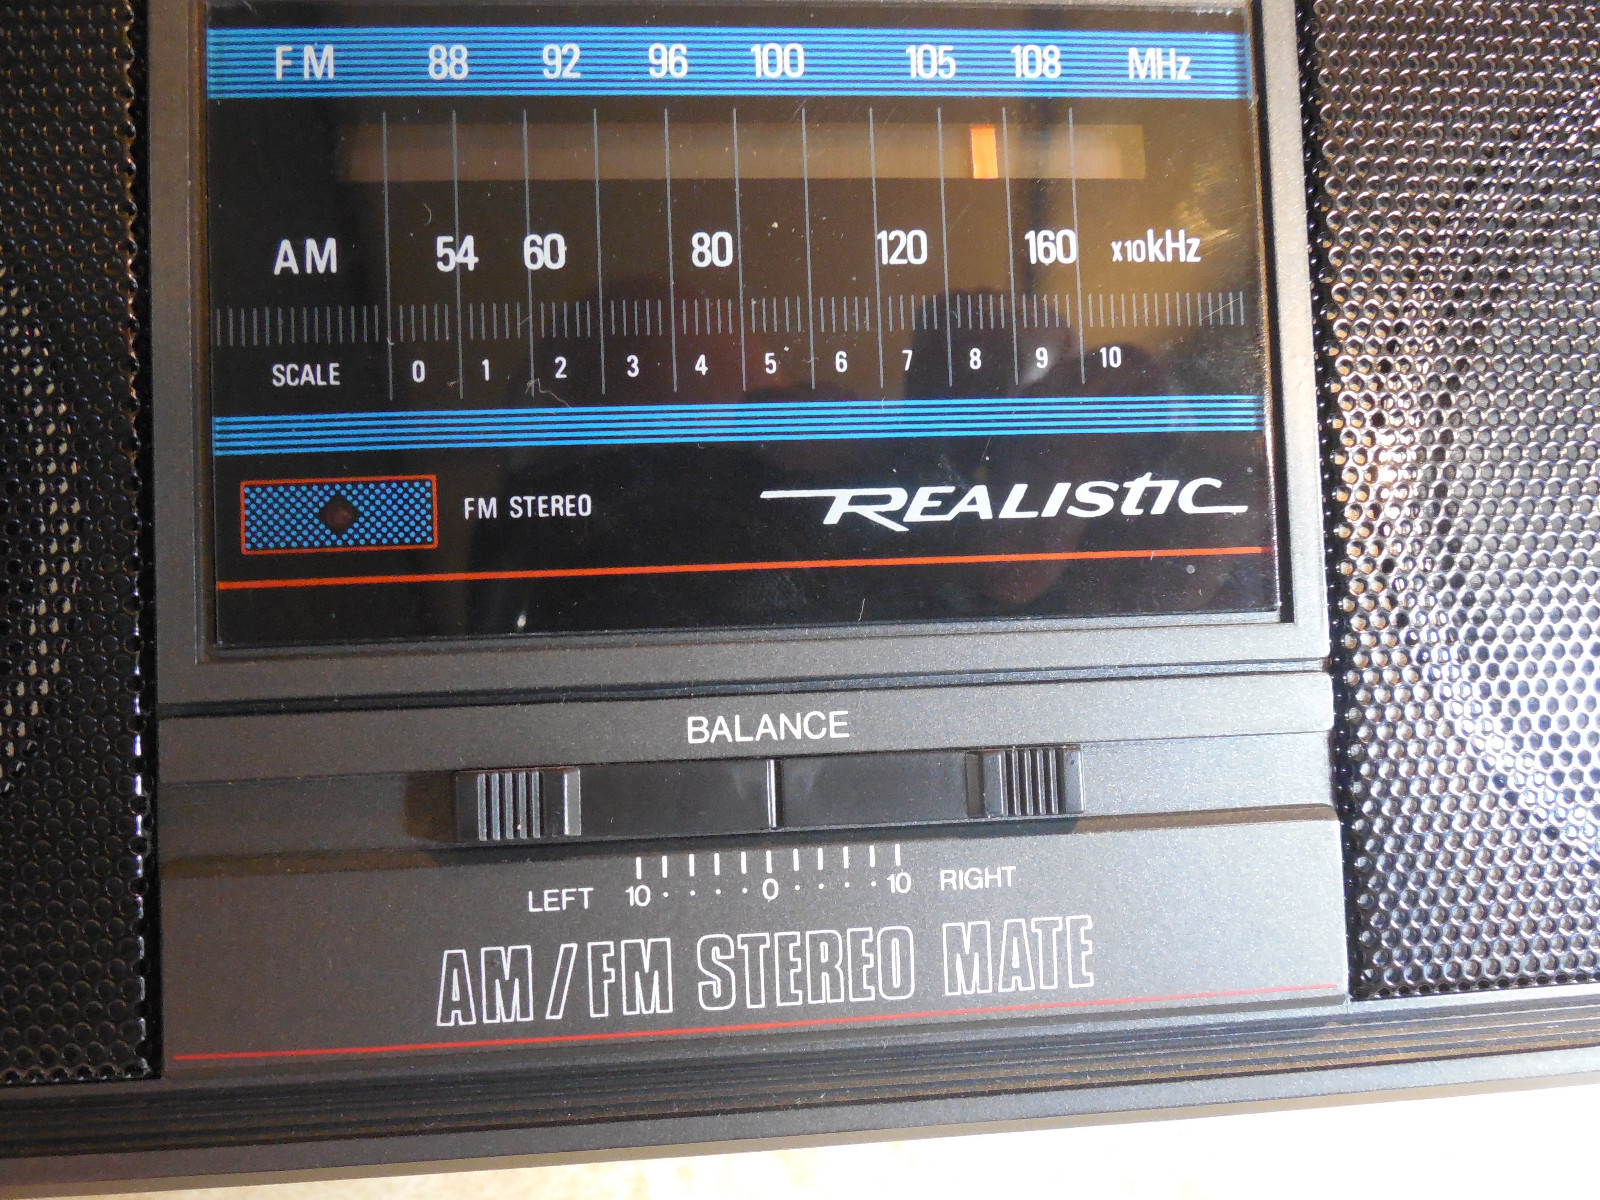 FM 88 92 96 100 105 108 MHz
AM 54 60 80 120 160 x10kHz
SCALE 0 1 2 3 4 5 6 7 8 9 10
FM STEREO REALISTIC
BALANCE
LEFT 10 · · · · 0 · · · · 10 RIGHT
AM/FM STEREO MATE